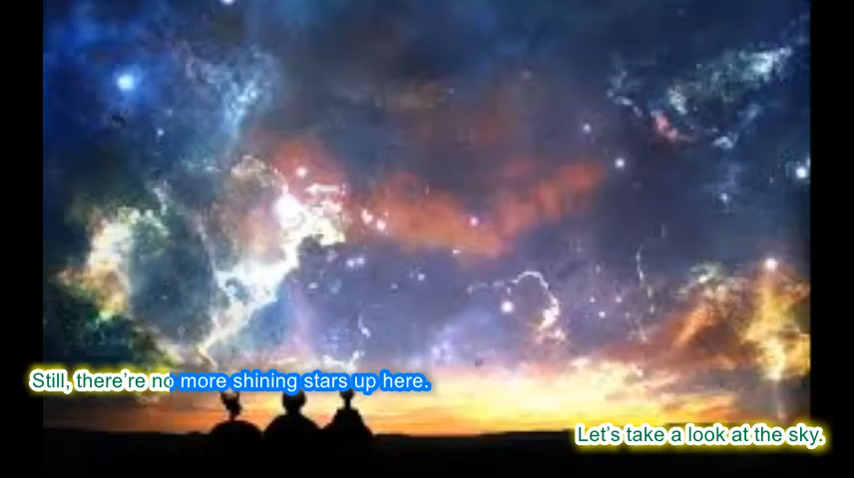 Still, there're no more shining stars up here.
Let's take a look at the sky.